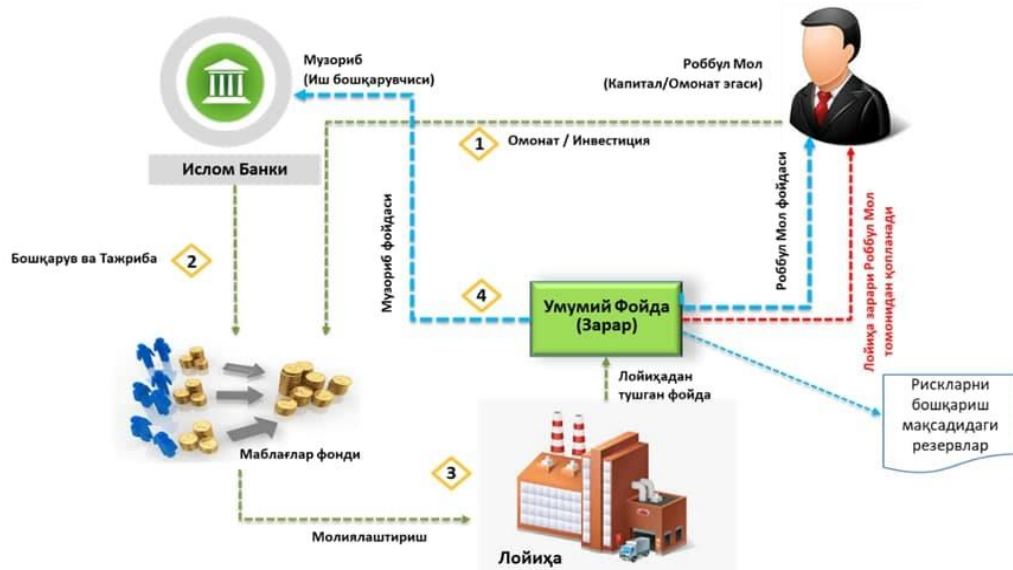 Музориб
(Иш бошқарувчиси)
Роббул Мол
(Капитал/Омонат эгаси)
1
Омонат / Инвестиция
Ислом Банки
Бошқарув ва Тажриба
2
Музориб фойдаси
4
Умумий Фойда
(Зарар)
Роббул Мол фойдаси
Лойиҳа зарари Роббул Мол
томонидан қопланади
Лойиҳадан
тушган фойда
Рискларни
бошқариш
мақсадидаги
резервлар
Маблағлар фонди
3
Молиялаштириш
Лойиҳа